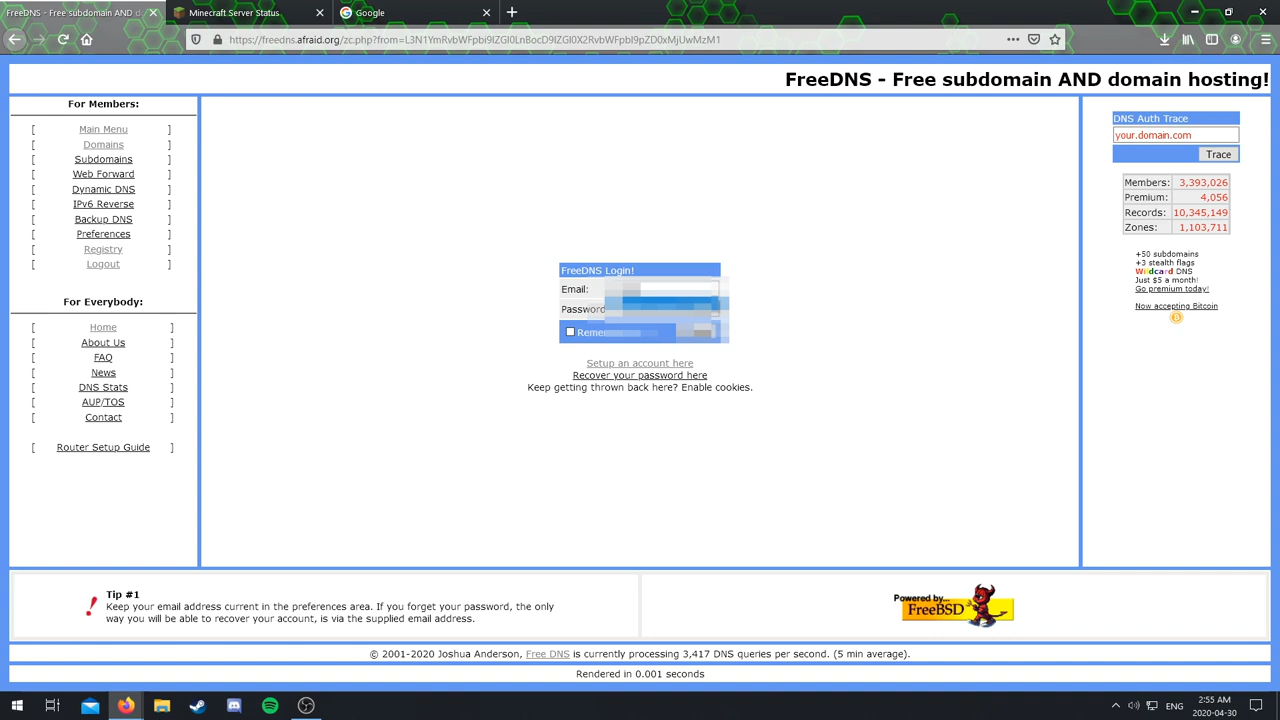 FreeDNS - Free subdomain AND d
Minecraft Server Status
Google
https://freedns.afraid.org/zc.php?from=L3N1YmRvbWFpbi9lZGl0LnBocD9lZGl0X2RvbWFpbl9pZD0xMjUwMzM1
FreeDNS - Free subdomain AND domain hosting!
For Members:
[ Main Menu ]
[ Domains ]
[ Subdomains ]
[ Web Forward ]
[ Dynamic DNS ]
[ IPv6 Reverse ]
[ Backup DNS ]
[ Preferences ]
[ Registry ]
[ Logout ]
For Everybody:
[ Home ]
[ About Us ]
[ FAQ ]
[ News ]
[ DNS Stats ]
[ AUP/TOS ]
[ Contact ]
[ Router Setup Guide ]
FreeDNS Login!
Email:
Password
Setup an account here
Recover your password here
Keep getting thrown back here? Enable cookies.
DNS Auth Trace
your.domain.com
Trace
Members: 3,393,026
Premium: 4,056
Records: 10,345,149
Zones: 1,103,711
+50 subdomains
+3 stealth flags
Wildcard DNS
Just $5 a month!
Go premium today!
Now accepting Bitcoin
Tip #1
Keep your email address current in the preferences area. If you forget your password, the only
way you will be able to recover your account, is via the supplied email address.
Powered by...
FreeBSD
© 2001-2020 Joshua Anderson, Free DNS is currently processing 3,417 DNS queries per second. (5 min average).
Rendered in 0.001 seconds
ENG
2:55 AM
2020-04-30